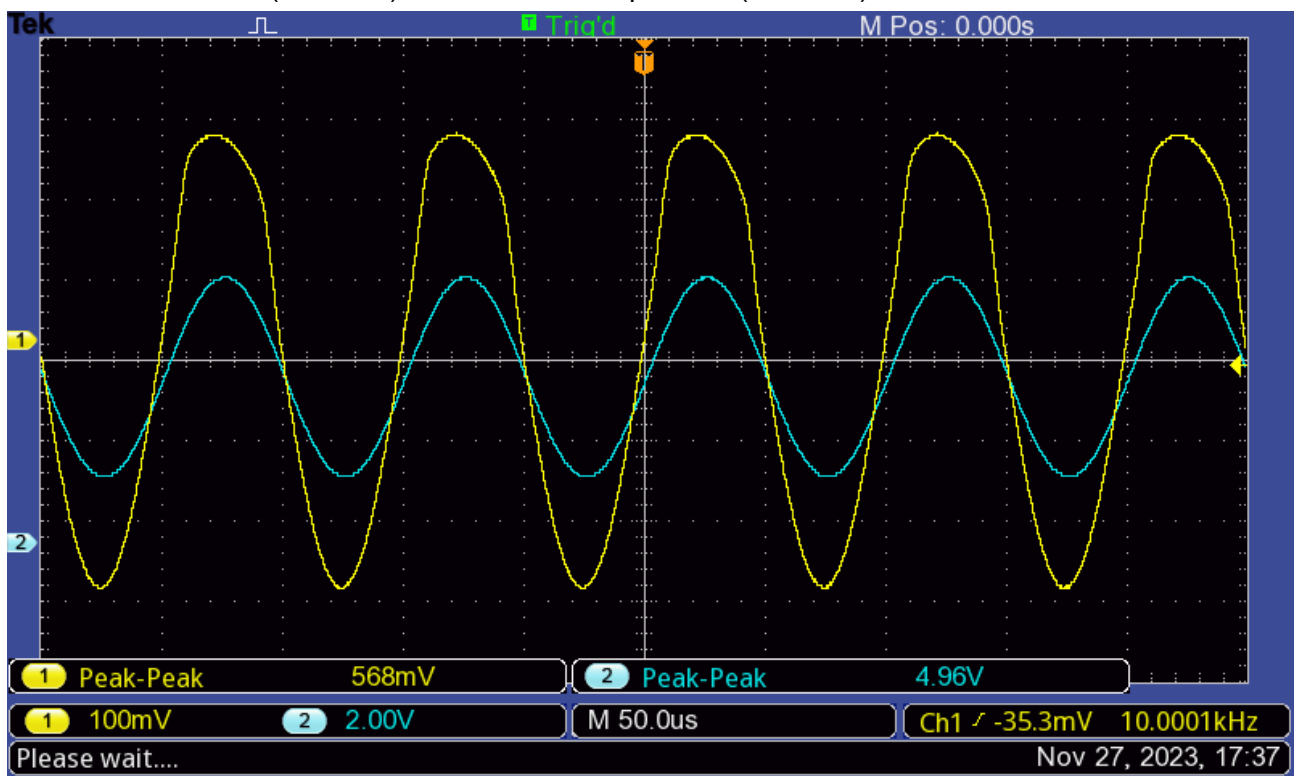 Tek Trig'd M Pos: 0.000s
T
1
2
1 Peak-Peak 568mV 2 Peak-Peak 4.96V
1 100mV 2 2.00V M 50.0us Ch1 -35.3mV 10.0001kHz
Please wait.... Nov 27, 2023, 17:37